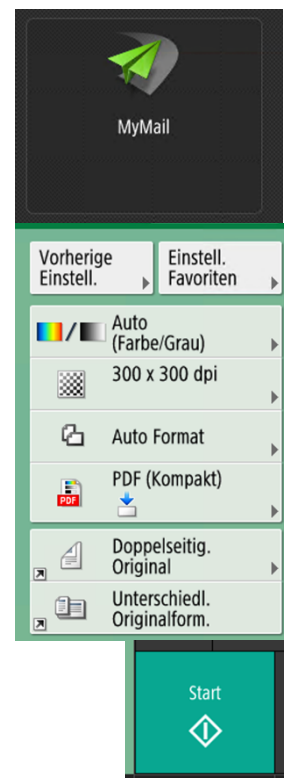 MyMail
Vorherige
Einstell.
Einstell.
Favoriten
Auto
(Farbe/Grau)
300 x 300 dpi
Auto Format
PDF (Kompakt)
PDF
Doppelseitig.
Original
Unterschiedl.
Originalform.
Start